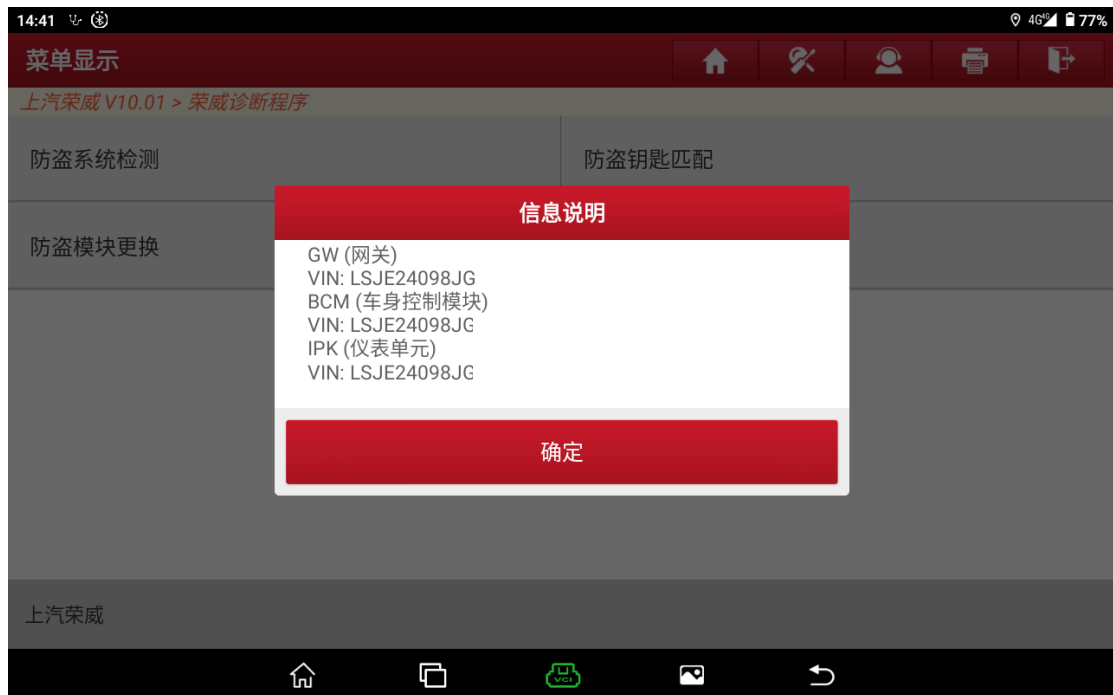 14:41 4G 4G 77%
菜单显示
上汽荣威 V10.01 > 荣威诊断程序
防盗系统检测 防盗钥匙匹配
信息说明
防盗模块更换
GW (网关)
VIN: LSJE24098JG
BCM (车身控制模块)
VIN: LSJE24098JG
IPK (仪表单元)
VIN: LSJE24098JG
确定
上汽荣威
VCI